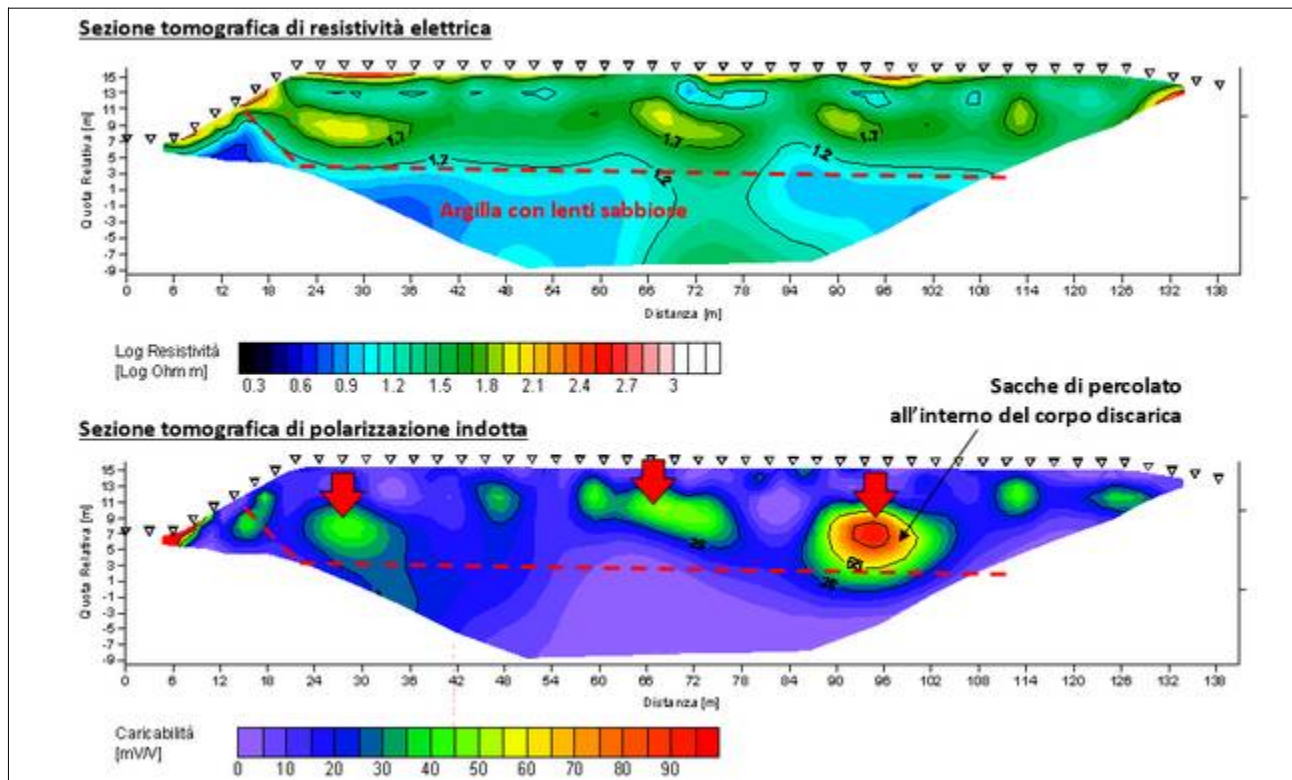 Sezione tomografica di resistività elettrica
15
13
11
9
7
5
3
1
-1
-3
-5
-7
-9
Quota Relativa [m]
1.7
1.7
1.7
1.2
1.2
1.2
Argilla con lenti sabbiose
0 6 12 18 24 30 36 42 48 54 60 66 72 78 84 90 96 102 108 114 120 126 132 138
Distanza [m]
Log Resistività
[Log Ohm m]
0.3 0.6 0.9 1.2 1.5 1.8 2.1 2.4 2.7 3
Sacche di percolato
all'interno del corpo discarica
Sezione tomografica di polarizzazione indotta
15
13
11
9
7
5
3
1
-1
-3
-5
-7
-9
Quota Relativa [m]
0 6 12 18 24 30 36 42 48 54 60 66 72 78 84 90 96 102 108 114 120 126 132 138
Distanza [m]
Caricabilità
[mV/V]
0 10 20 30 40 50 60 70 80 90